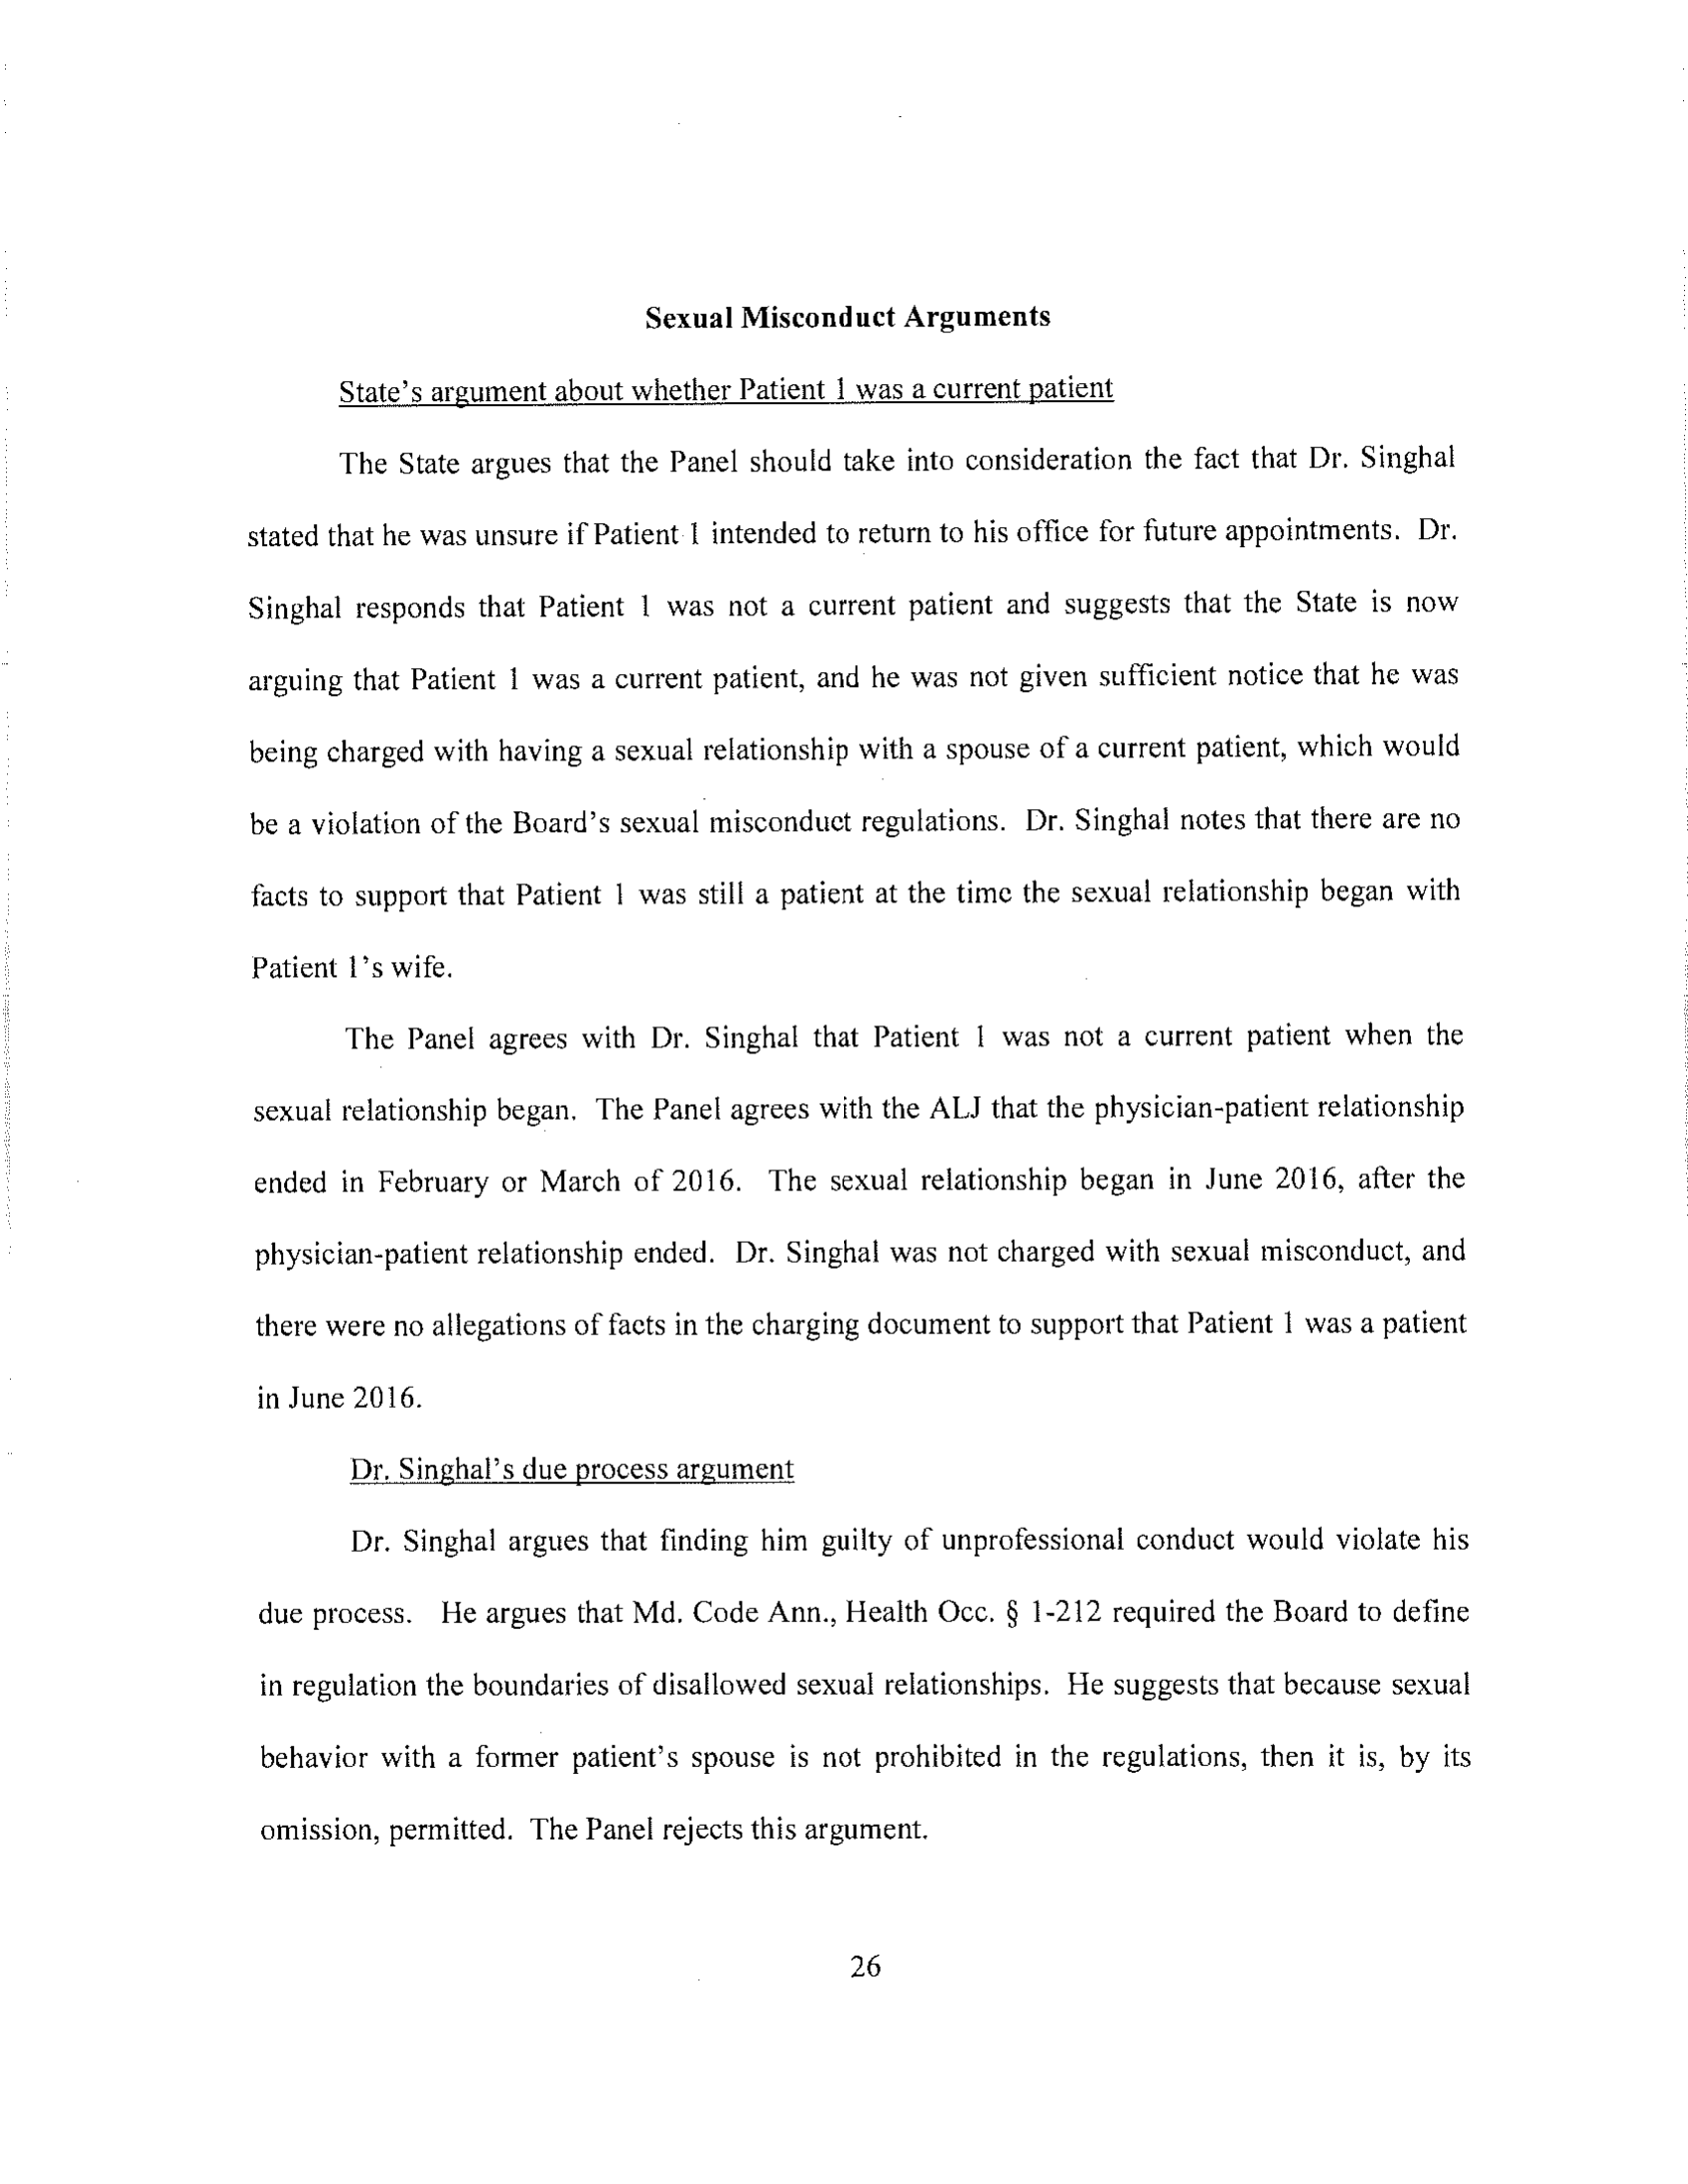 Sexual Misconduct Arguments
State's argument about whether Patient 1 was a current patient
The State argues that the Panel should take into consideration the fact that Dr. Singhal
stated that he was unsure if Patient 1 intended to return to his office for future appointments. Dr.
Singhal responds that Patient 1 was not a current patient and suggests that the State is now
arguing that Patient 1 was a current patient, and he was not given sufficient notice that he was
being charged with having a sexual relationship with a spouse of a current patient, which would
be a violation of the Board's sexual misconduct regulations. Dr. Singhal notes that there are no
facts to support that Patient 1 was still a patient at the time the sexual relationship began with
Patient 1's wife.
The Panel agrees with Dr. Singhal that Patient 1 was not a current patient when the
sexual relationship began. The Panel agrees with the ALJ that the physician-patient relationship
ended in February or March of 2016. The sexual relationship began in June 2016, after the
physician-patient relationship ended. Dr. Singhal was not charged with sexual misconduct, and
there were no allegations of facts in the charging document to support that Patient 1 was a patient
in June 2016.
Dr. Singhal's due process argument
Dr. Singhal argues that finding him guilty of unprofessional conduct would violate his
due process. He argues that Md. Code Ann., Health Occ. § 1-212 required the Board to define
in regulation the boundaries of disallowed sexual relationships. He suggests that because sexual
behavior with a former patient's spouse is not prohibited in the regulations, then it is, by its
omission, permitted. The Panel rejects this argument.
26